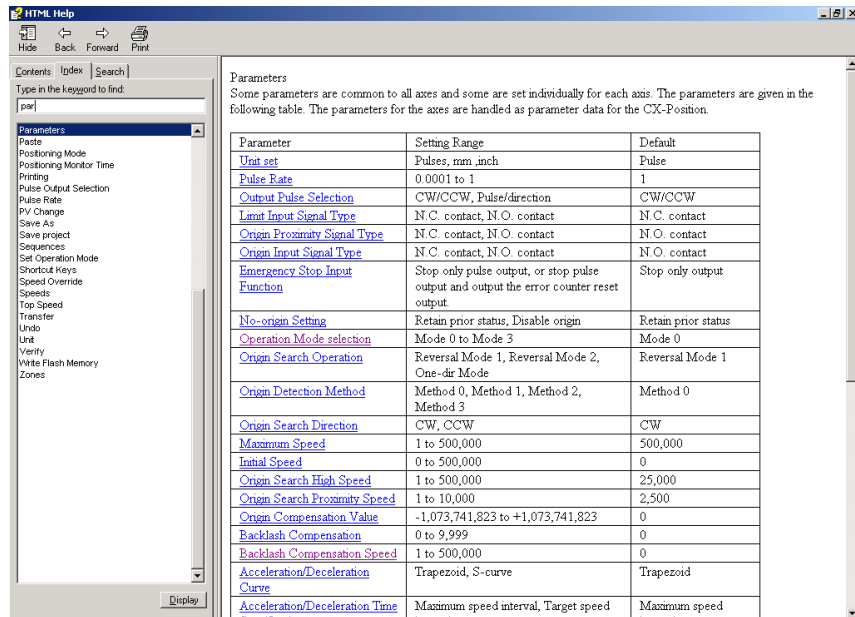 HTML Help
Hide Back Forward Print
Contents Index Search
Type in the keyword to find:
par
Parameters
Paste
Positioning Mode
Positioning Monitor Time
Printing
Pulse Output Selection
Pulse Rate
PV Change
Save As
Save project
Sequences
Set Operation Mode
Shortcut Keys
Speed Override
Speeds
Top Speed
Transfer
Undo
Unit
Verify
Write Flash Memory
Zones
Display
Parameters
Some parameters are common to all axes and some are set individually for each axis. The parameters are given in the
following table. The parameters for the axes are handled as parameter data for the CX-Position.
Parameter Setting Range Default
Unit set Pulses, mm ,inch Pulse
Pulse Rate 0.0001 to 1 1
Output Pulse Selection CW/CCW, Pulse/direction CW/CCW
Limit Input Signal Type N.C. contact, N.O. contact N.C. contact
Origin Proximity Signal Type N.C. contact, N.O. contact N.O. contact
Origin Input Signal Type N.C. contact, N.O. contact N.O. contact
Emergency Stop Input Stop only pulse output, or stop pulse Stop only output
Function output and output the error counter reset
output.
No-origin Setting Retain prior status, Disable origin Retain prior status
Operation Mode selection Mode 0 to Mode 3 Mode 0
Origin Search Operation Reversal Mode 1, Reversal Mode 2, Reversal Mode 1
One-dir Mode
Origin Detection Method Method 0, Method 1, Method 2, Method 0
Method 3
Origin Search Direction CW, CCW CW
Maximum Speed 1 to 500,000 500,000
Initial Speed 0 to 500,000 0
Origin Search High Speed 1 to 500,000 25,000
Origin Search Proximity Speed 1 to 10,000 2,500
Origin Compensation Value -1,073,741,823 to +1,073,741,823 0
Backlash Compensation 0 to 9,999 0
Backlash Compensation Speed 1 to 500,000 0
Acceleration/Deceleration Trapezoid, S-curve Trapezoid
Curve
Acceleration/Deceleration Time Maximum speed interval, Target speed Maximum speed